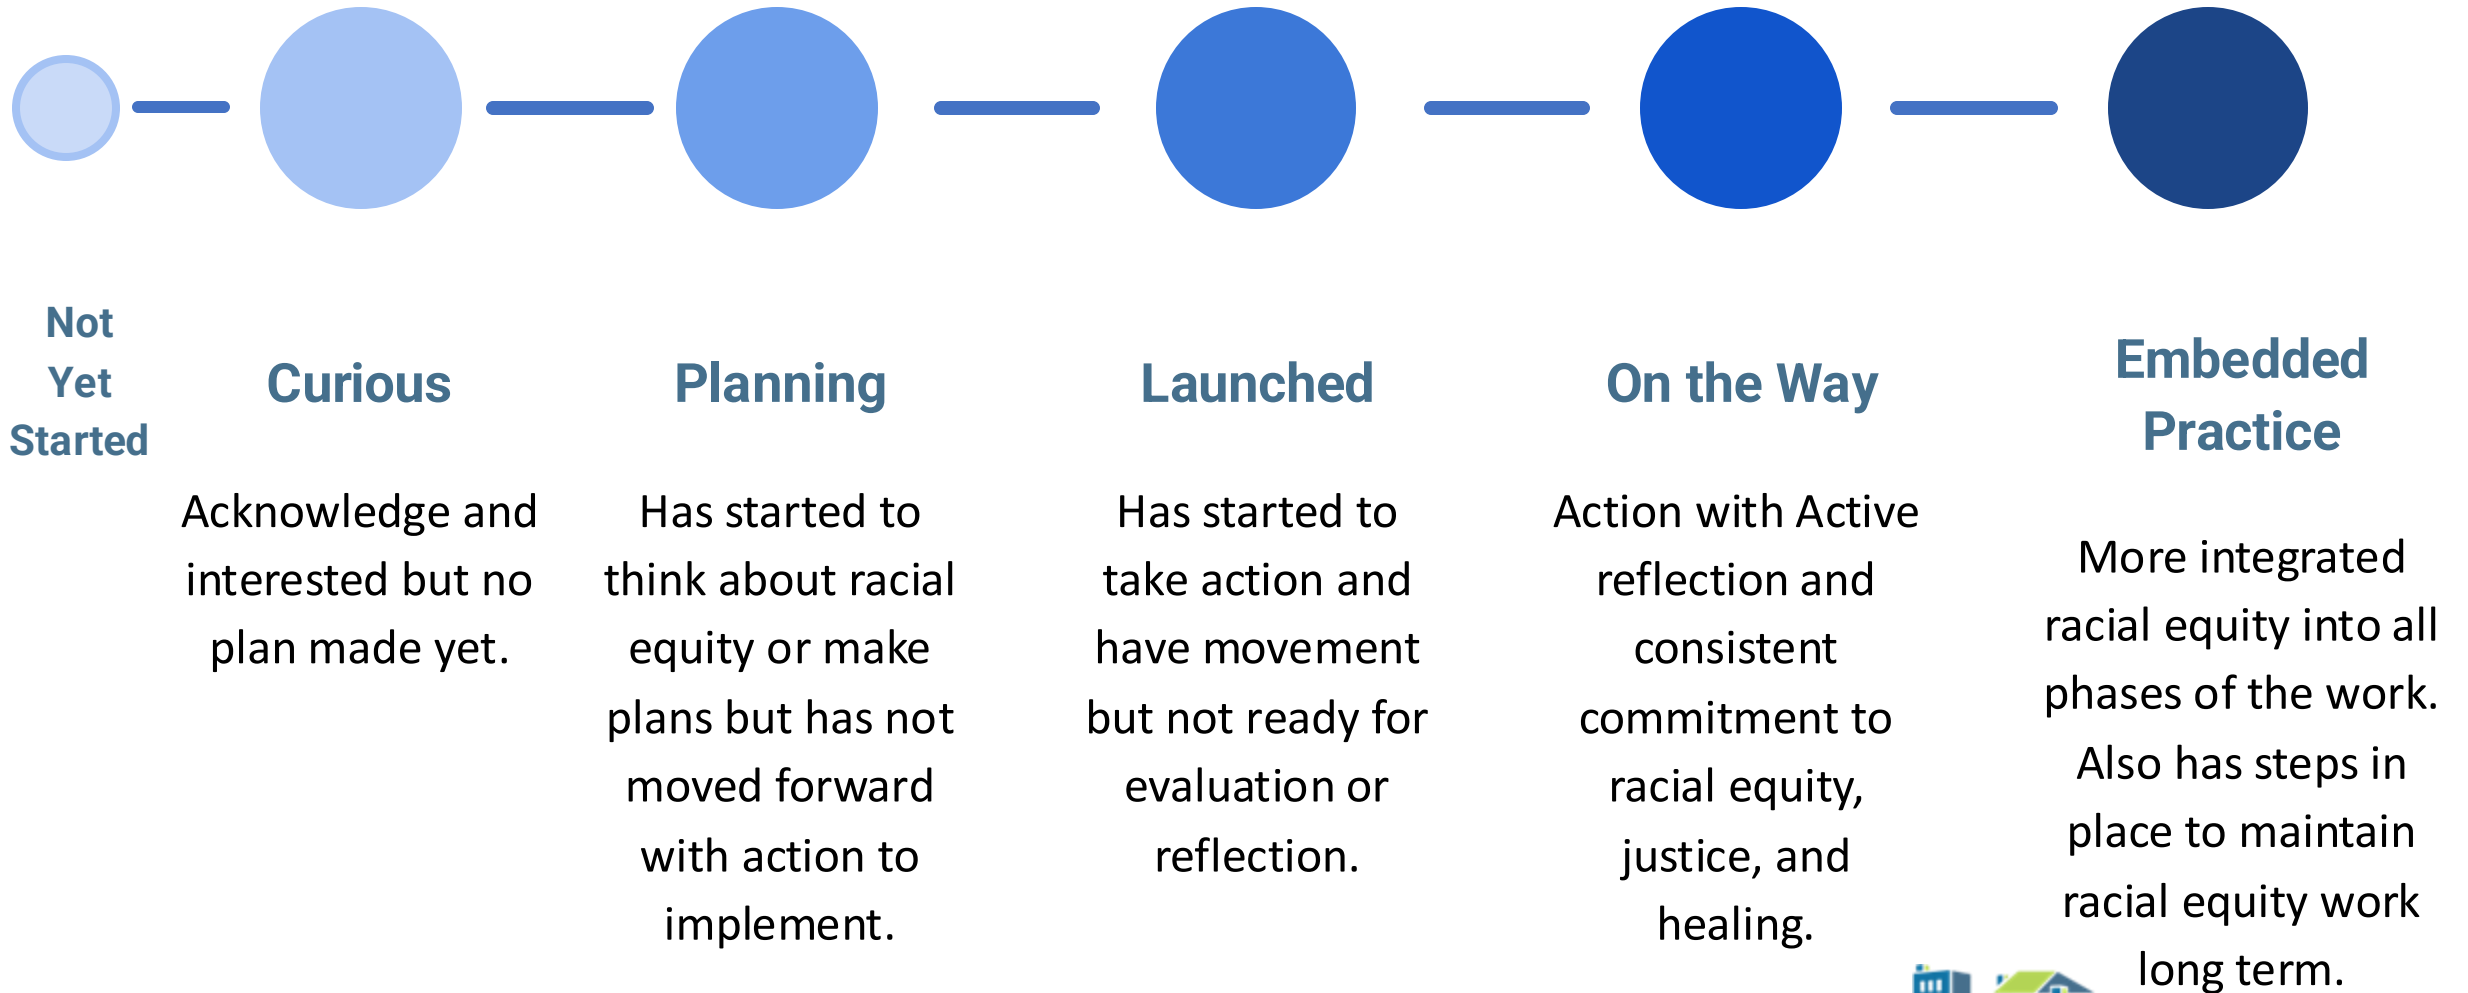 Not
Yet
Started
Curious
Acknowledge and
interested but no
plan made yet.
Planning
Has started to
think about racial
equity or make
plans but has not
moved forward
with action to
implement.
Launched
Has started to
take action and
have movement
but not ready for
evaluation or
reflection.
On the Way
Action with Active
reflection and
consistent
commitment to
racial equity,
justice, and
healing.
Embedded
Practice
More integrated
racial equity into all
phases of the work.
Also has steps in
place to maintain
racial equity work
long term.